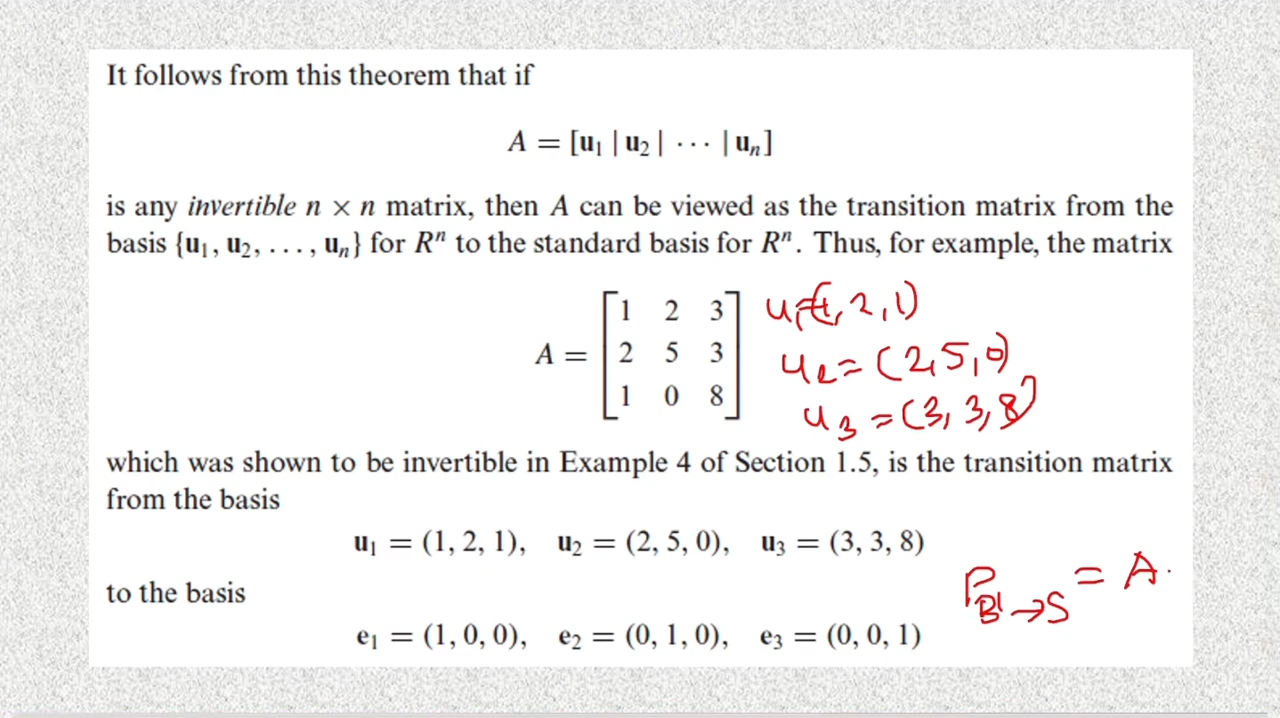 It follows from this theorem that if
A = [u₁ | u₂ | ⋯ | uₙ]
is any invertible n × n matrix, then A can be viewed as the transition matrix from the
basis {u₁, u₂, . . . , uₙ} for Rⁿ to the standard basis for Rⁿ. Thus, for example, the matrix
A = [1 2 3
2 5 3
1 0 8]
u₁=(1, 2, 1)
u₂ = (2, 5, 0)
u₃ = (3, 3, 8)
which was shown to be invertible in Example 4 of Section 1.5, is the transition matrix
from the basis
u₁ = (1, 2, 1), u₂ = (2, 5, 0), u₃ = (3, 3, 8)
to the basis
P B'→S = A.
e₁ = (1, 0, 0), e₂ = (0, 1, 0), e₃ = (0, 0, 1)